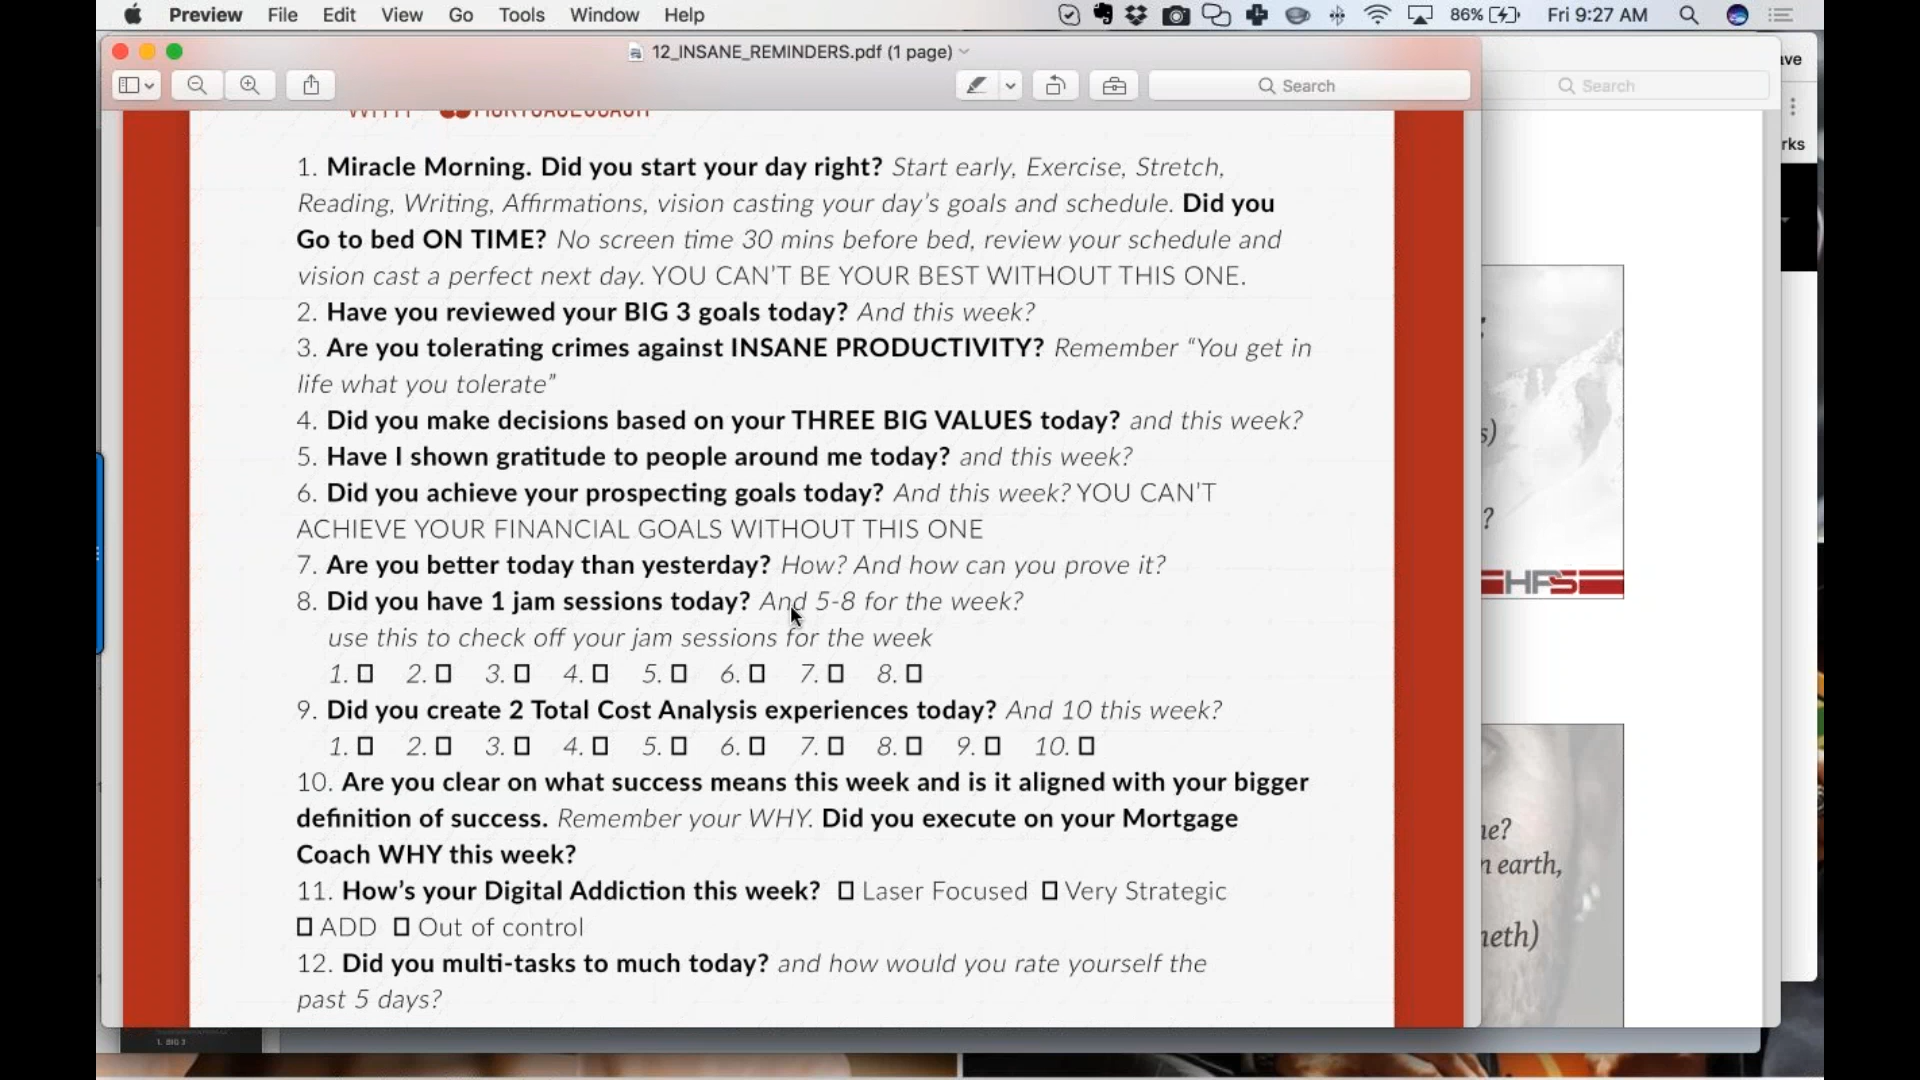 Preview File Edit View Go Tools Window Help 86% Fri 9:27 AM
12_INSANE_REMINDERS.pdf (1 page)
Search
Search
ve
rks
1. Miracle Morning. Did you start your day right? Start early, Exercise, Stretch,
Reading, Writing, Affirmations, vision casting your day's goals and schedule. Did you
Go to bed ON TIME? No screen time 30 mins before bed, review your schedule and
vision cast a perfect next day. YOU CAN'T BE YOUR BEST WITHOUT THIS ONE.
2. Have you reviewed your BIG 3 goals today? And this week?
3. Are you tolerating crimes against INSANE PRODUCTIVITY? Remember “You get in
life what you tolerate”
4. Did you make decisions based on your THREE BIG VALUES today? and this week?
5. Have I shown gratitude to people around me today? and this week?
6. Did you achieve your prospecting goals today? And this week? YOU CAN'T
ACHIEVE YOUR FINANCIAL GOALS WITHOUT THIS ONE
7. Are you better today than yesterday? How? And how can you prove it?
8. Did you have 1 jam sessions today? And 5-8 for the week?
use this to check off your jam sessions for the week
1. 2. 3. 4. 5. 6. 7. 8.
9. Did you create 2 Total Cost Analysis experiences today? And 10 this week?
1. 2. 3. 4. 5. 6. 7. 8. 9. 10.
10. Are you clear on what success means this week and is it aligned with your bigger
definition of success. Remember your WHY. Did you execute on your Mortgage
Coach WHY this week?
11. How's your Digital Addiction this week? Laser Focused Very Strategic
ADD Out of control
12. Did you multi-tasks to much today? and how would you rate yourself the
past 5 days?
s)
?
HPS
ne?
n earth,
neth)
1. BIG 3